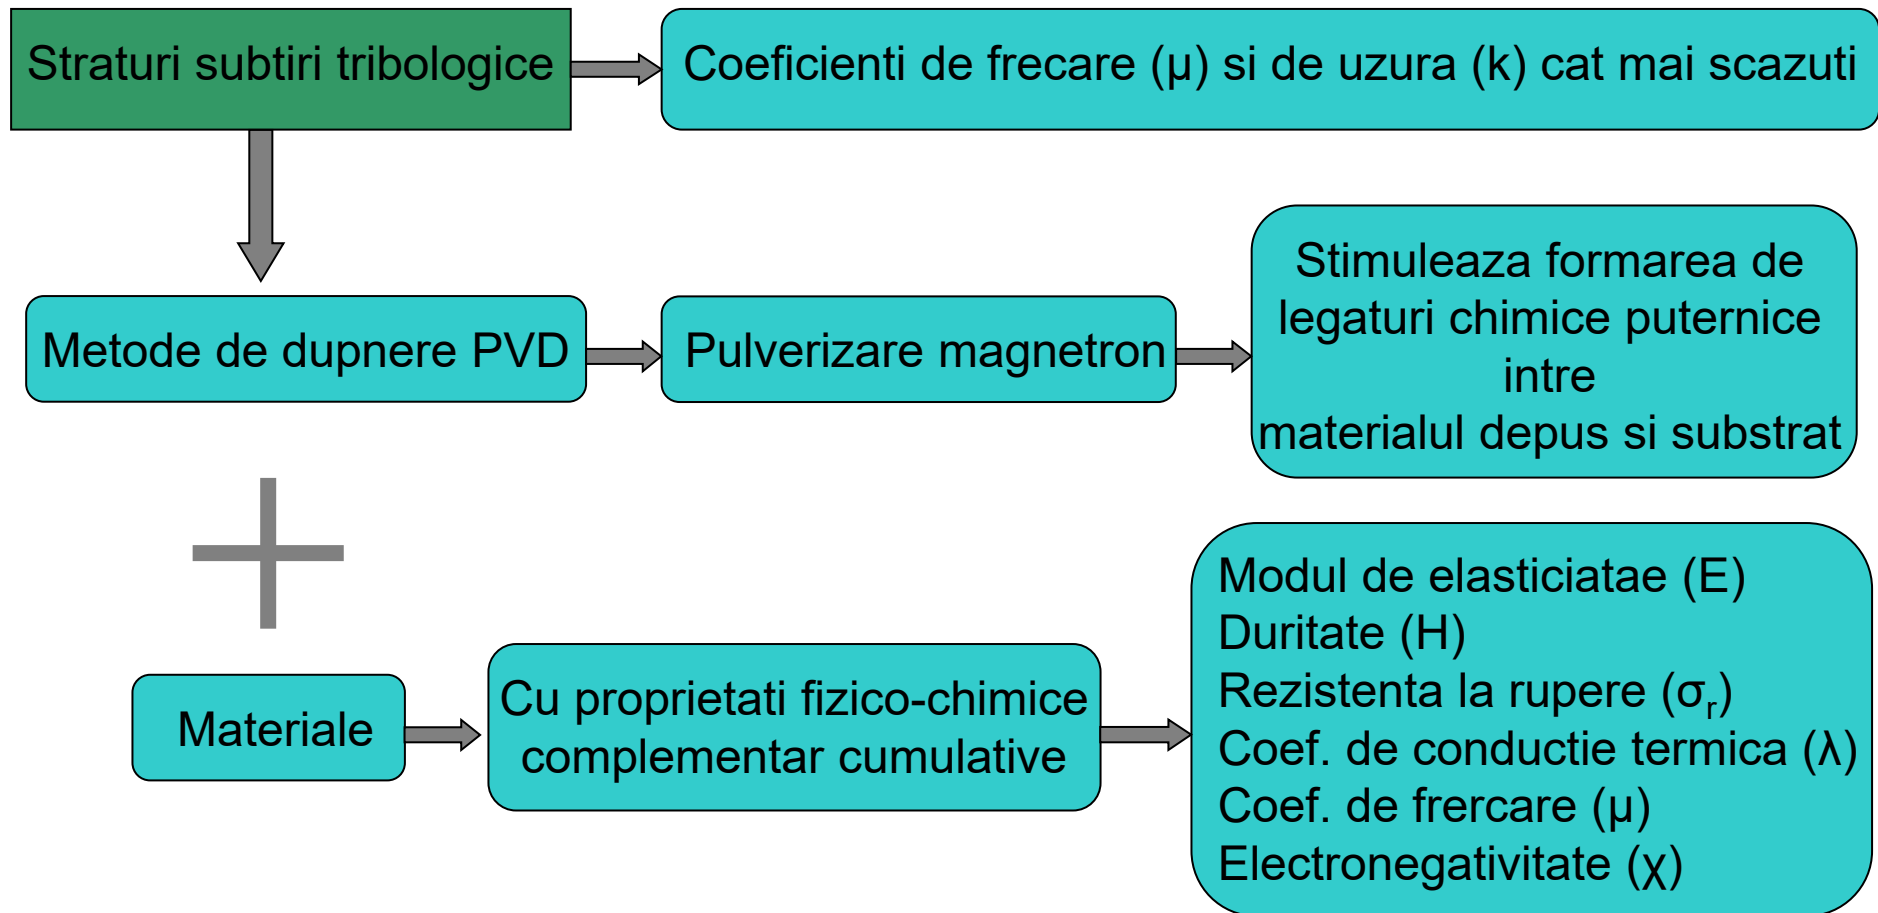 Straturi subtiri tribologice
Coeficienti de frecare (μ) si de uzura (k) cat mai scazuti
Metode de dupnere PVD
Pulverizare magnetron
Stimuleaza formarea de
legaturi chimice puternice
intre
materialul depus si substrat
Materiale
Cu proprietati fizico-chimice
complementar cumulative
Modul de elasticiatae (E)
Duritate (H)
Rezistenta la rupere (σr)
Coef. de conductie termica (λ)
Coef. de frercare (μ)
Electronegativitate (χ)